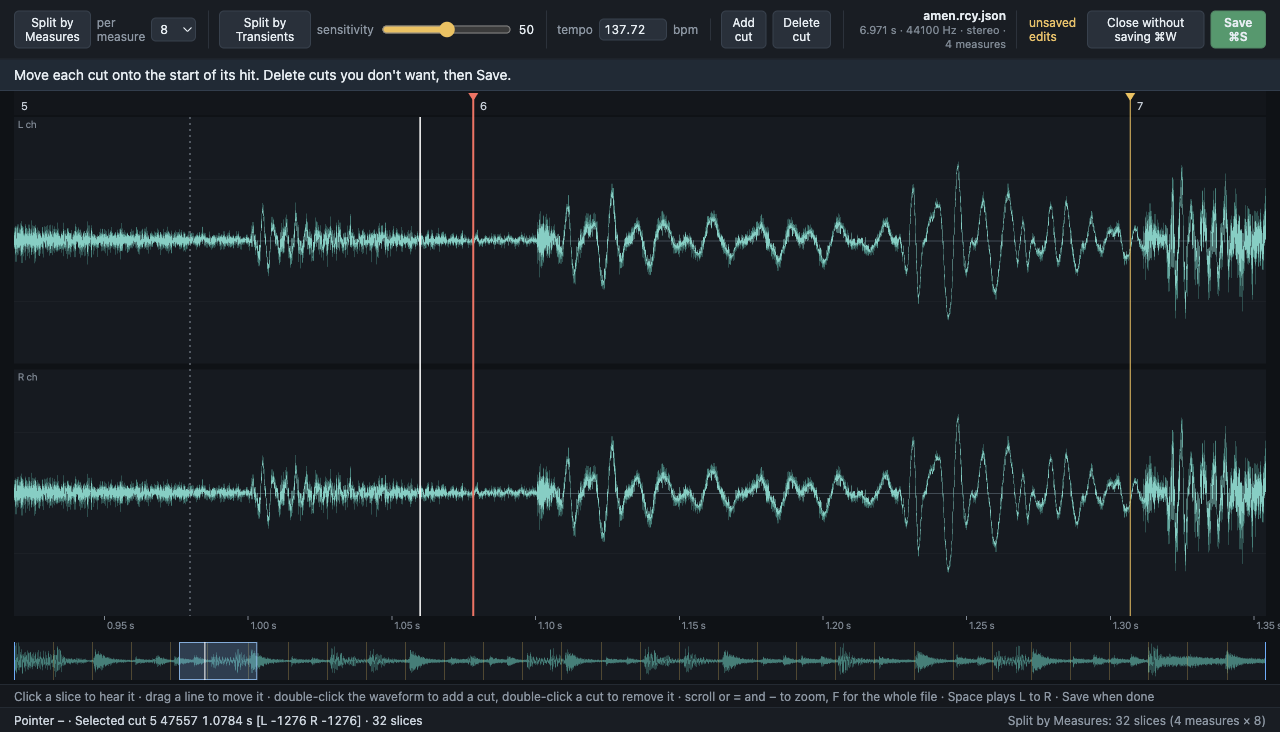 Split by Measures
per measure
8
Split by Transients
sensitivity
50
tempo
137.72
bpm
Add cut
Delete cut
amen.rcy.json
6.971 s · 44100 Hz · stereo · 4 measures
unsaved edits
Close without saving ⌘W
Save ⌘S
Move each cut onto the start of its hit. Delete cuts you don't want, then Save.
5
6
7
L ch
R ch
0.95 s
1.00 s
1.05 s
1.10 s
1.15 s
1.20 s
1.25 s
1.30 s
1.35 s
Click a slice to hear it · drag a line to move it · double-click the waveform to add a cut, double-click a cut to remove it · scroll or = and − to zoom, F for the whole file · Space plays L to R · Save when done
Pointer – · Selected cut 5 47557 1.0784 s [L -1276 R -1276] · 32 slices
Split by Measures: 32 slices (4 measures × 8)